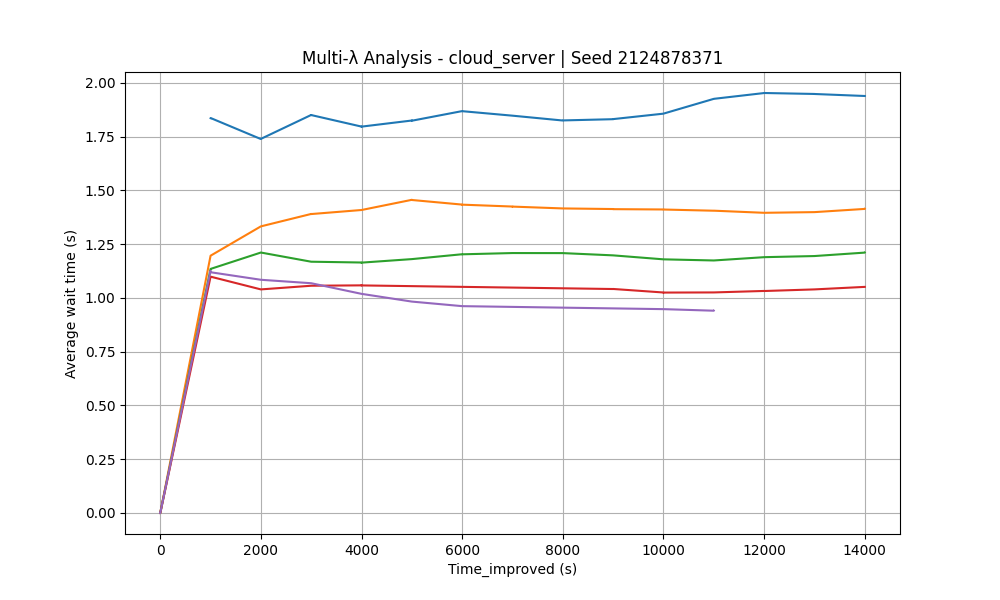 Multi-λ Analysis - cloud_server | Seed 2124878371
2.00
1.75
1.50
1.25
1.00
0.75
0.50
0.25
0.00
Average wait time (s)
0 2000 4000 6000 8000 10000 12000 14000
Time_improved (s)